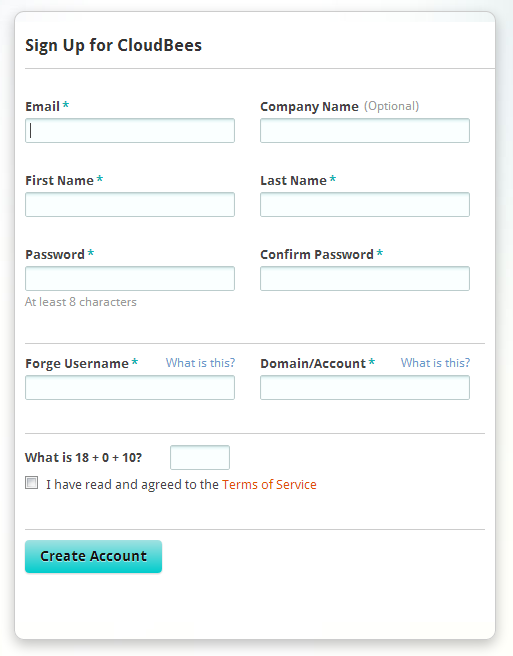 Sign Up for CloudBees
Email * Company Name (Optional)
First Name * Last Name *
Password * Confirm Password *
At least 8 characters
Forge Username * What is this? Domain/Account * What is this?
What is 18 + 0 + 10?
I have read and agreed to the Terms of Service
Create Account